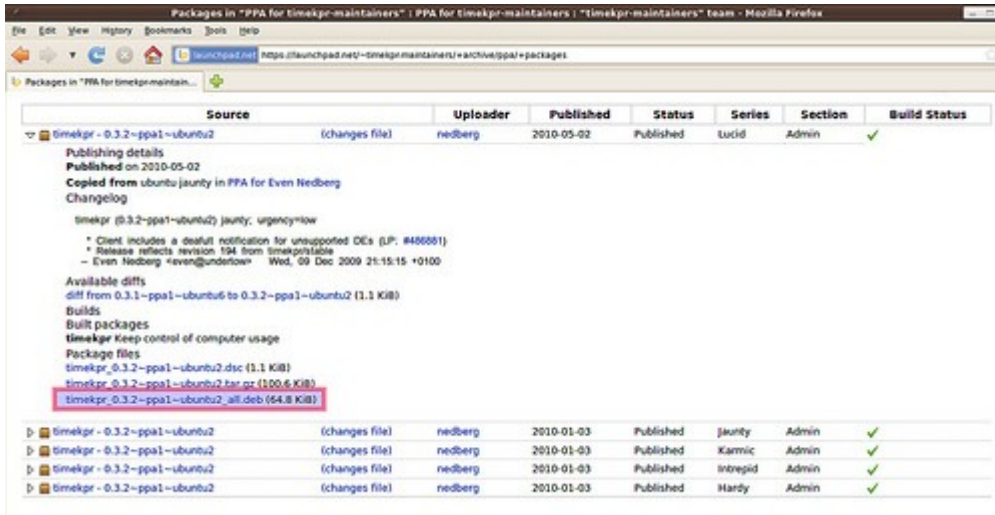 Packages in "PPA for timekpr-maintainers" : PPA for timekpr-maintainers : "timekpr-maintainers" team - Mozilla Firefox
File Edit View History Bookmarks Tools Help
launchpad.net https://launchpad.net/~timekpr-maintainers/+archive/ppa/+packages
Packages in "PPA for timekpr-maintain...
Source Uploader Published Status Series Section Build Status
timekpr - 0.3.2~ppa1~ubuntu2 (changes file) nedberg 2010-05-02 Published Lucid Admin
Publishing details
Published on 2010-05-02
Copied from ubuntu jaunty in PPA for Even Nedberg
Changelog
timekpr (0.3.2~ppa1~ubuntu2) jaunty; urgency=low
* Client includes a deafult notification for unsupported DEs (LP: #486881)
* Release reflects revision 194 from timekpr/stable
-- Even Nedberg <even@undertow> Wed, 09 Dec 2009 21:15:15 +0100
Available diffs
diff from 0.3.1~ppa1~ubuntu6 to 0.3.2~ppa1~ubuntu2 (1.1 KiB)
Builds
Built packages
timekpr Keep control of computer usage
Package files
timekpr_0.3.2~ppa1~ubuntu2.dsc (1.1 KiB)
timekpr_0.3.2~ppa1~ubuntu2.tar.gz (100.6 KiB)
timekpr_0.3.2~ppa1~ubuntu2_all.deb (64.8 KiB)
timekpr - 0.3.2~ppa1~ubuntu2 (changes file) nedberg 2010-01-03 Published Jaunty Admin
timekpr - 0.3.2~ppa1~ubuntu2 (changes file) nedberg 2010-01-03 Published Karmic Admin
timekpr - 0.3.2~ppa1~ubuntu2 (changes file) nedberg 2010-01-03 Published Intrepid Admin
timekpr - 0.3.2~ppa1~ubuntu2 (changes file) nedberg 2010-01-03 Published Hardy Admin